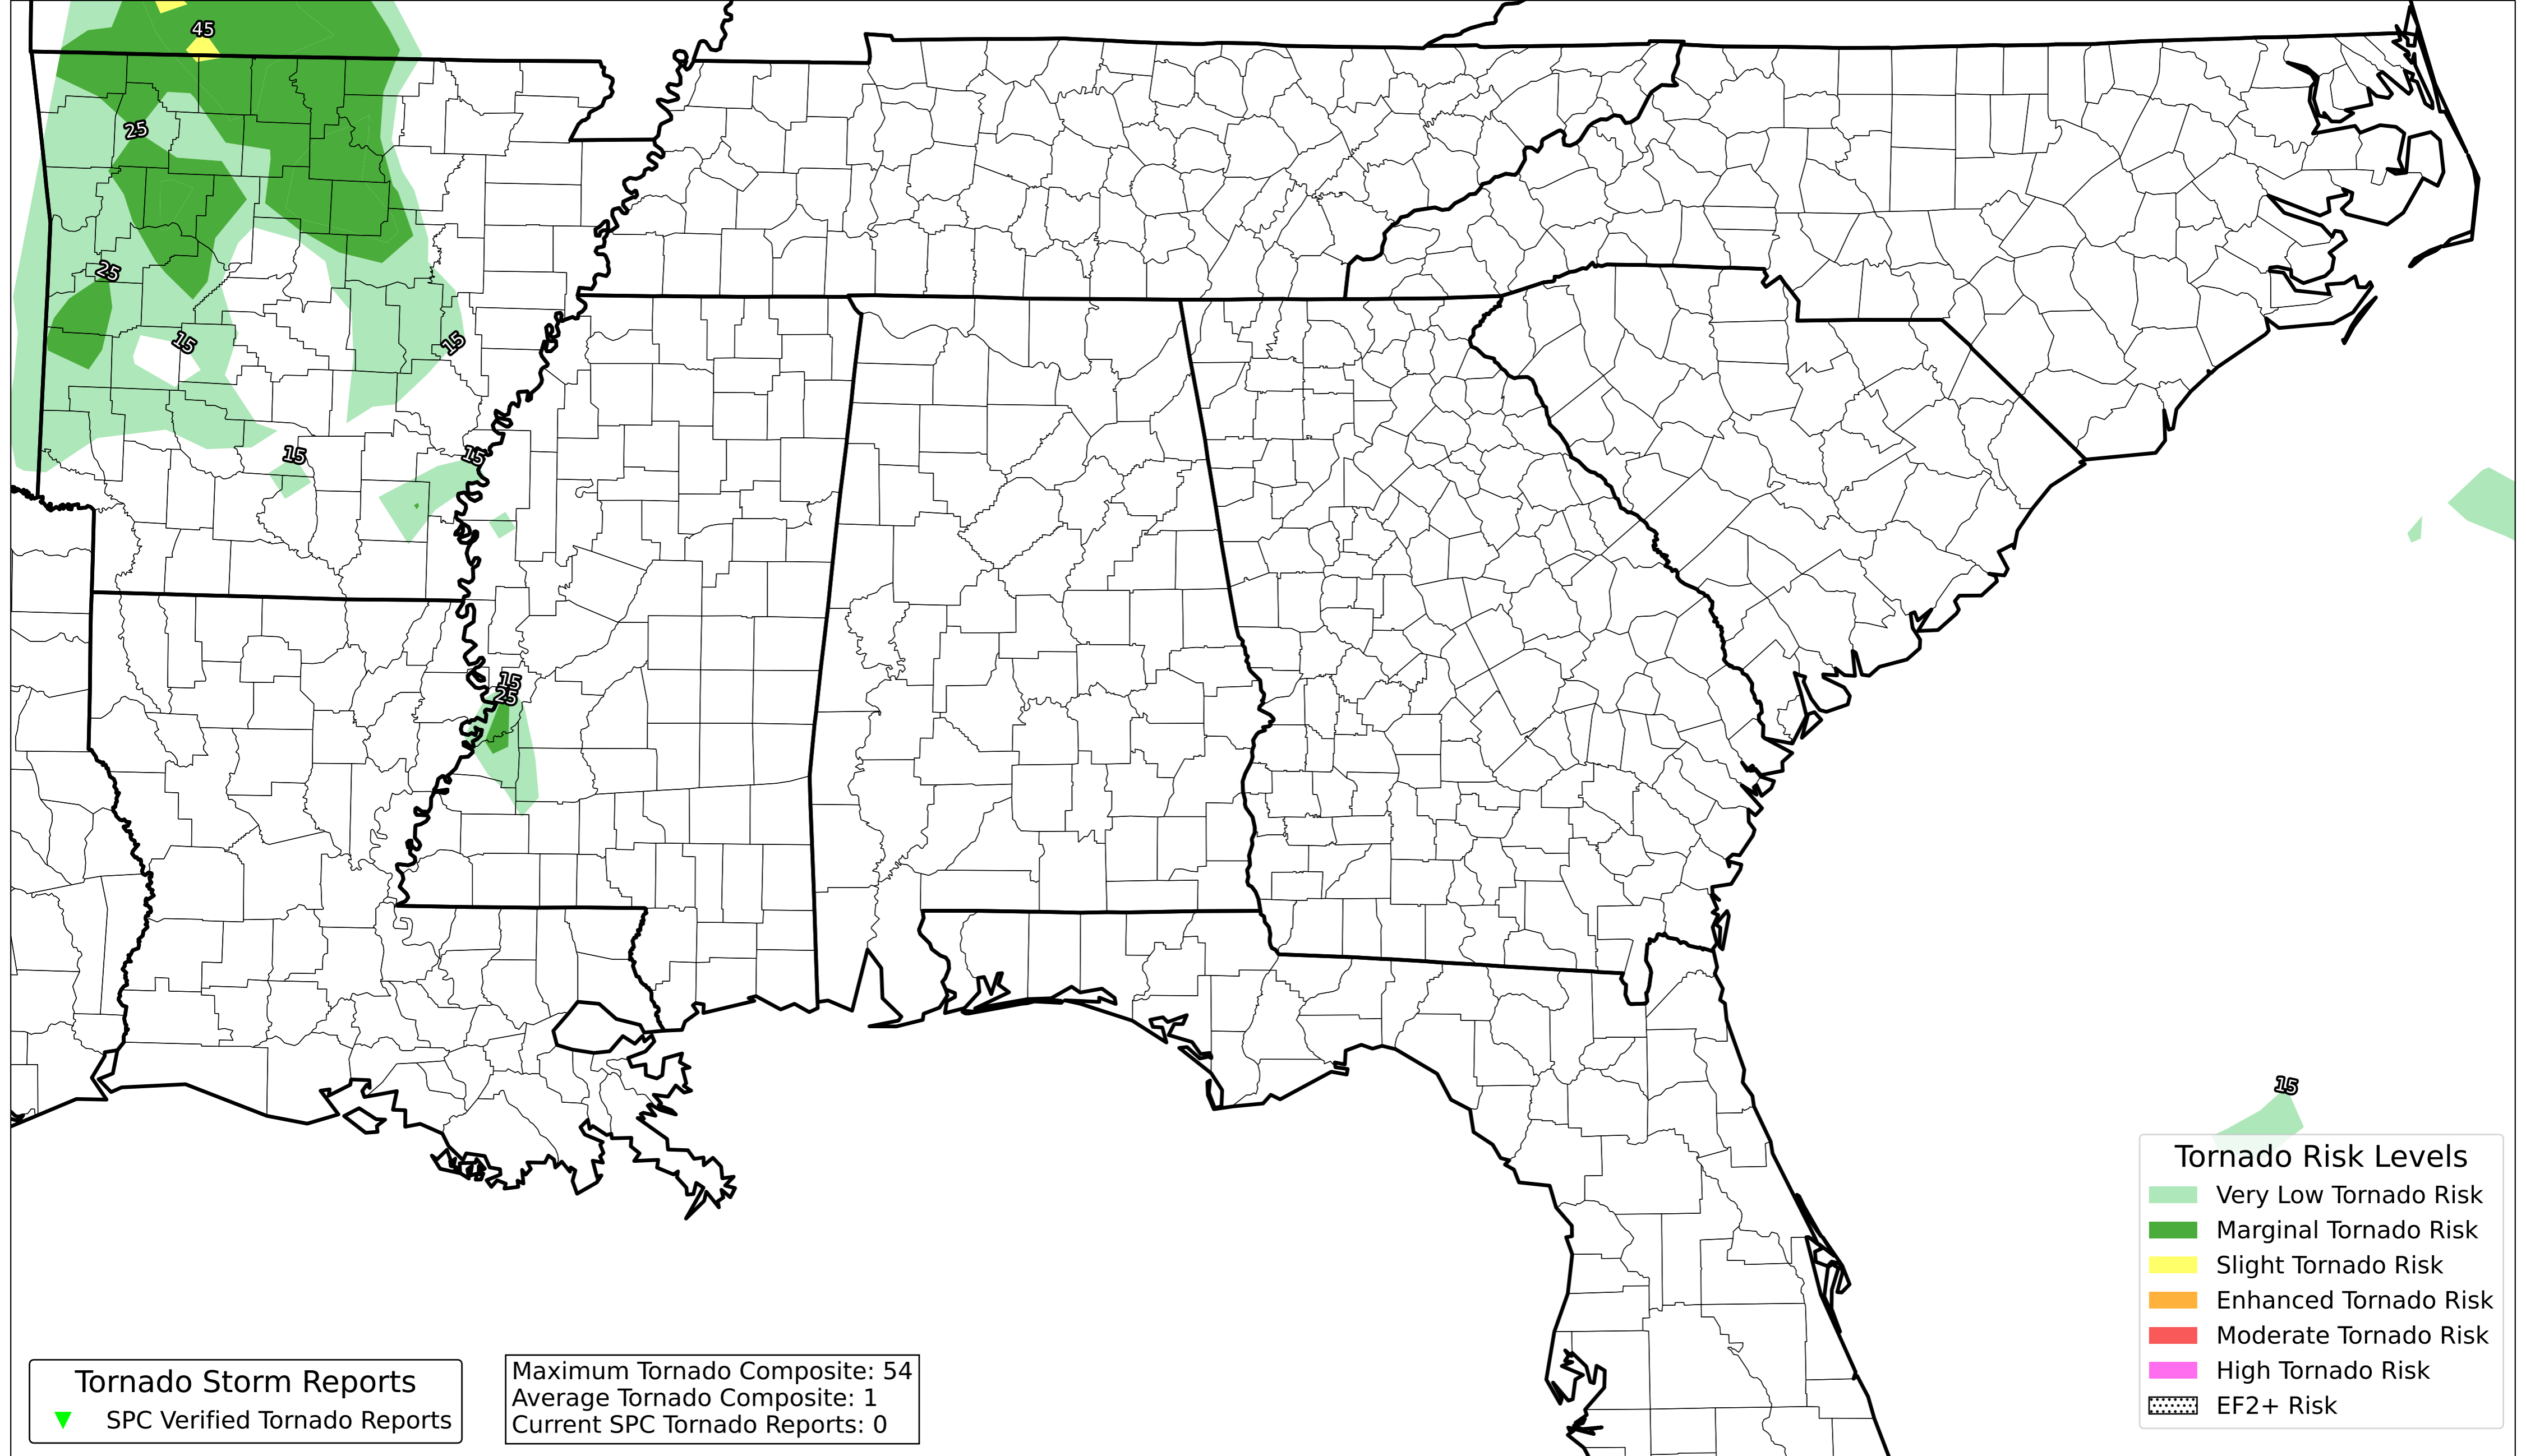 45
25
25
15
15
15
15
15
25
15
Tornado Risk Levels
Very Low Tornado Risk
Marginal Tornado Risk
Slight Tornado Risk
Enhanced Tornado Risk
Moderate Tornado Risk
High Tornado Risk
EF2+ Risk
Tornado Storm Reports
SPC Verified Tornado Reports
Maximum Tornado Composite: 54
Average Tornado Composite: 1
Current SPC Tornado Reports: 0